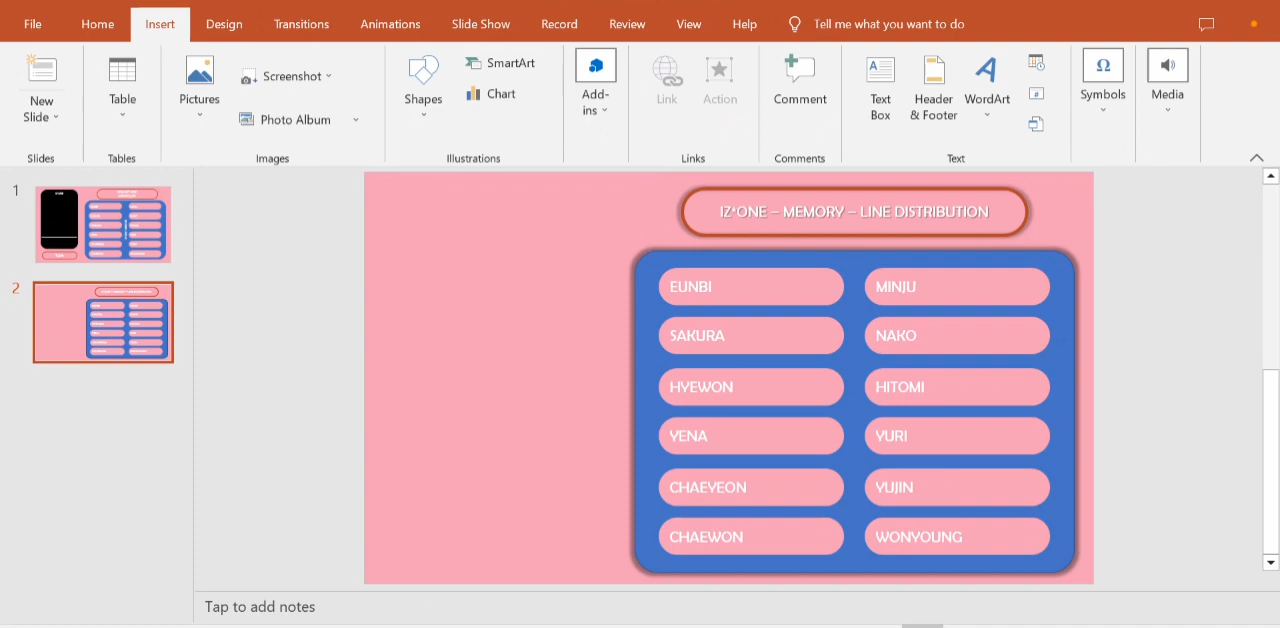 File Home Insert Design Transitions Animations Slide Show Record Review View Help Tell me what you want to do
New Slide
Table
Pictures
Screenshot
Photo Album
Shapes
SmartArt
Chart
Add-ins
Link
Action
Comment
Text Box
Header & Footer
WordArt
Symbols
Media
Slides Tables Images Illustrations Links Comments Text
1
2
IZ*ONE – MEMORY – LINE DISTRIBUTION
EUNBI MINJU
SAKURA NAKO
HYEWON HITOMI
YENA YURI
CHAEYEON YUJIN
CHAEWON WONYOUNG
Tap to add notes